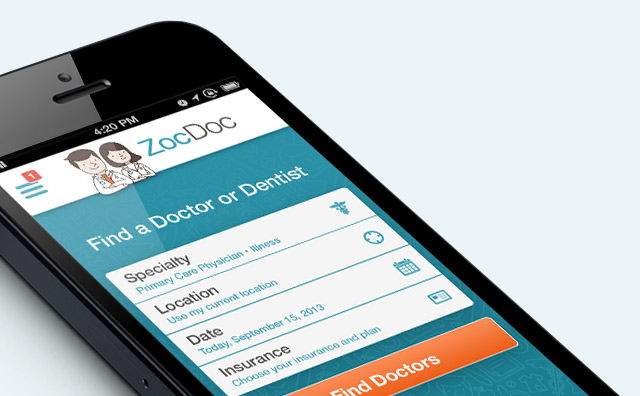 4:20 PM
1
ZocDoc
Find a Doctor or Dentist
Specialty
Primary Care Physician • Illness
Location
Use my current location
Date
Today, September 15, 2013
Insurance
Choose your insurance and plan
Find Doctors